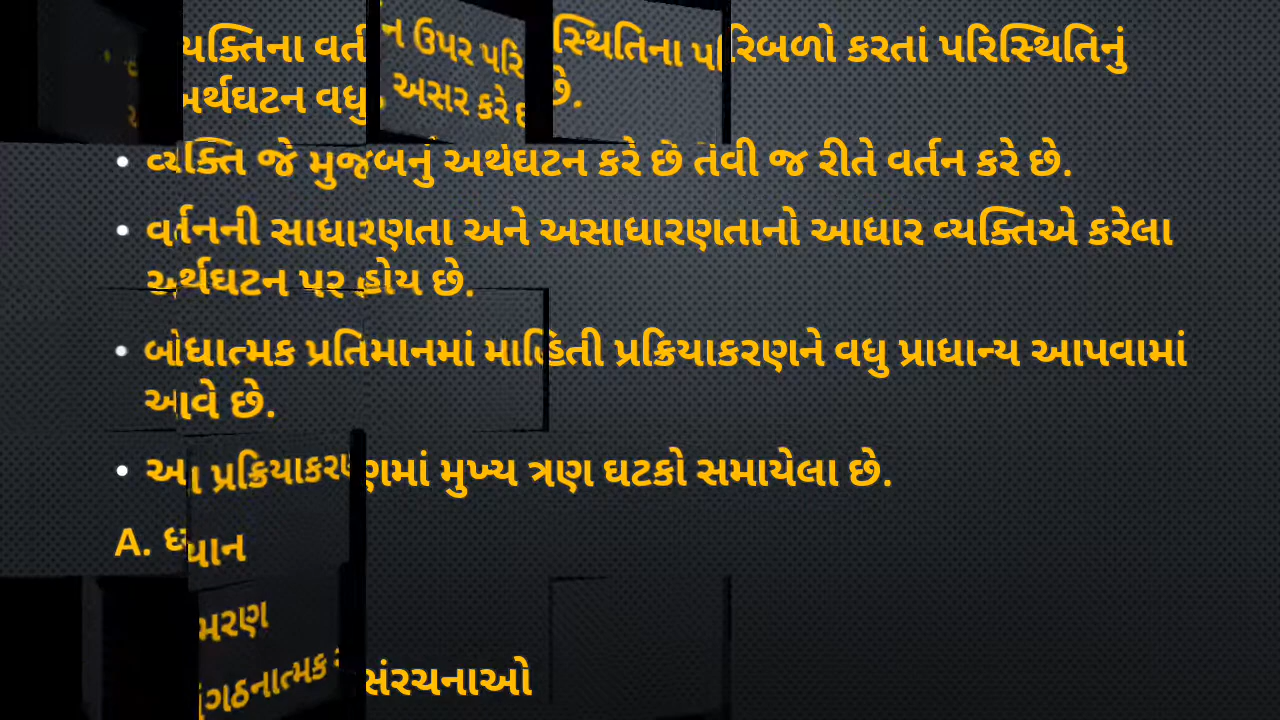 વ્યક્તિના વર્તન ઉપર પરિસ્થિતિના પરિબળો કરતાં પરિસ્થિતિનું
અર્થઘટન વધુ અસર કરે છે.
• વ્યક્તિ જે મુજબનું અર્થઘટન કરે છે તેવી જ રીતે વર્તન કરે છે.
• વર્તનની સાધારણતા અને અસાધારણતાનો આધાર વ્યક્તિએ કરેલા
અર્થઘટન પર હોય છે.
• બોધાત્મક પ્રતિમાનમાં માહિતી પ્રક્રિયાકરણને વધુ પ્રાધાન્ય આપવામાં
આવે છે.
• આ પ્રક્રિયાકરણમાં મુખ્ય ત્રણ ઘટકો સમાયેલા છે.
A. ધ્યાન
સ્મરણ
સંગઠનાત્મક સંરચનાઓ